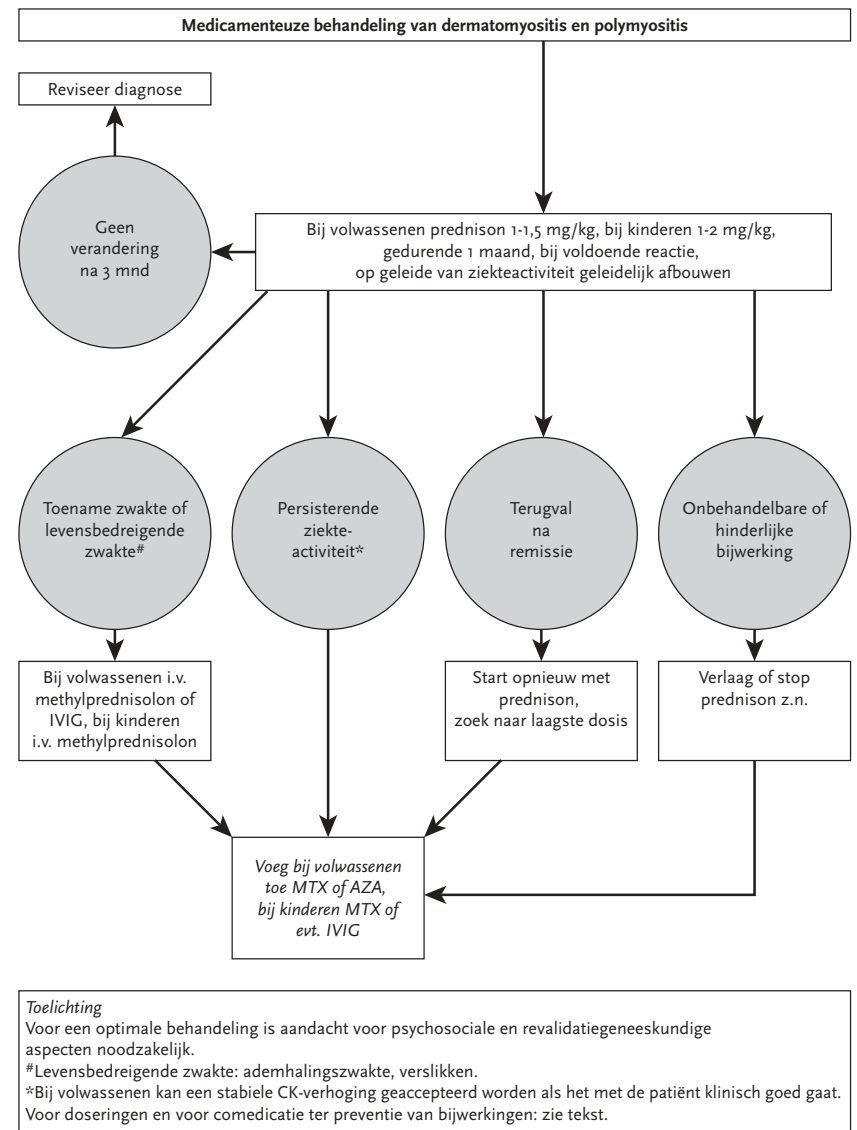 Medicamenteuze behandeling van dermatomyositis en polymyositis
Reviseer diagnose
Geen
verandering
na 3 mnd
Bij volwassenen prednison 1-1,5 mg/kg, bij kinderen 1-2 mg/kg,
gedurende 1 maand, bij voldoende reactie,
op geleide van ziekteactiviteit geleidelijk afbouwen
Toename zwakte of
levensbedreigende
zwakte#
Persisterende
ziekte-
activiteit*
Terugval
na
remissie
Onbehandelbare of
hinderlijke
bijwerking
Bij volwassenen i.v.
methylprednisolon of
IVIG, bij kinderen
i.v. methylprednisolon
Start opnieuw met
prednison,
zoek naar laagste dosis
Verlaag of stop
prednison z.n.
Voeg bij volwassenen
toe MTX of AZA,
bij kinderen MTX of
evt. IVIG
Toelichting
Voor een optimale behandeling is aandacht voor psychosociale en revalidatiegeneeskundige
aspecten noodzakelijk.
#Levensbedreigende zwakte: ademhalingszwakte, verslikken.
*Bij volwassenen kan een stabiele CK-verhoging geaccepteerd worden als het met de patiënt klinisch goed gaat.
Voor doseringen en voor comedicatie ter preventie van bijwerkingen: zie tekst.